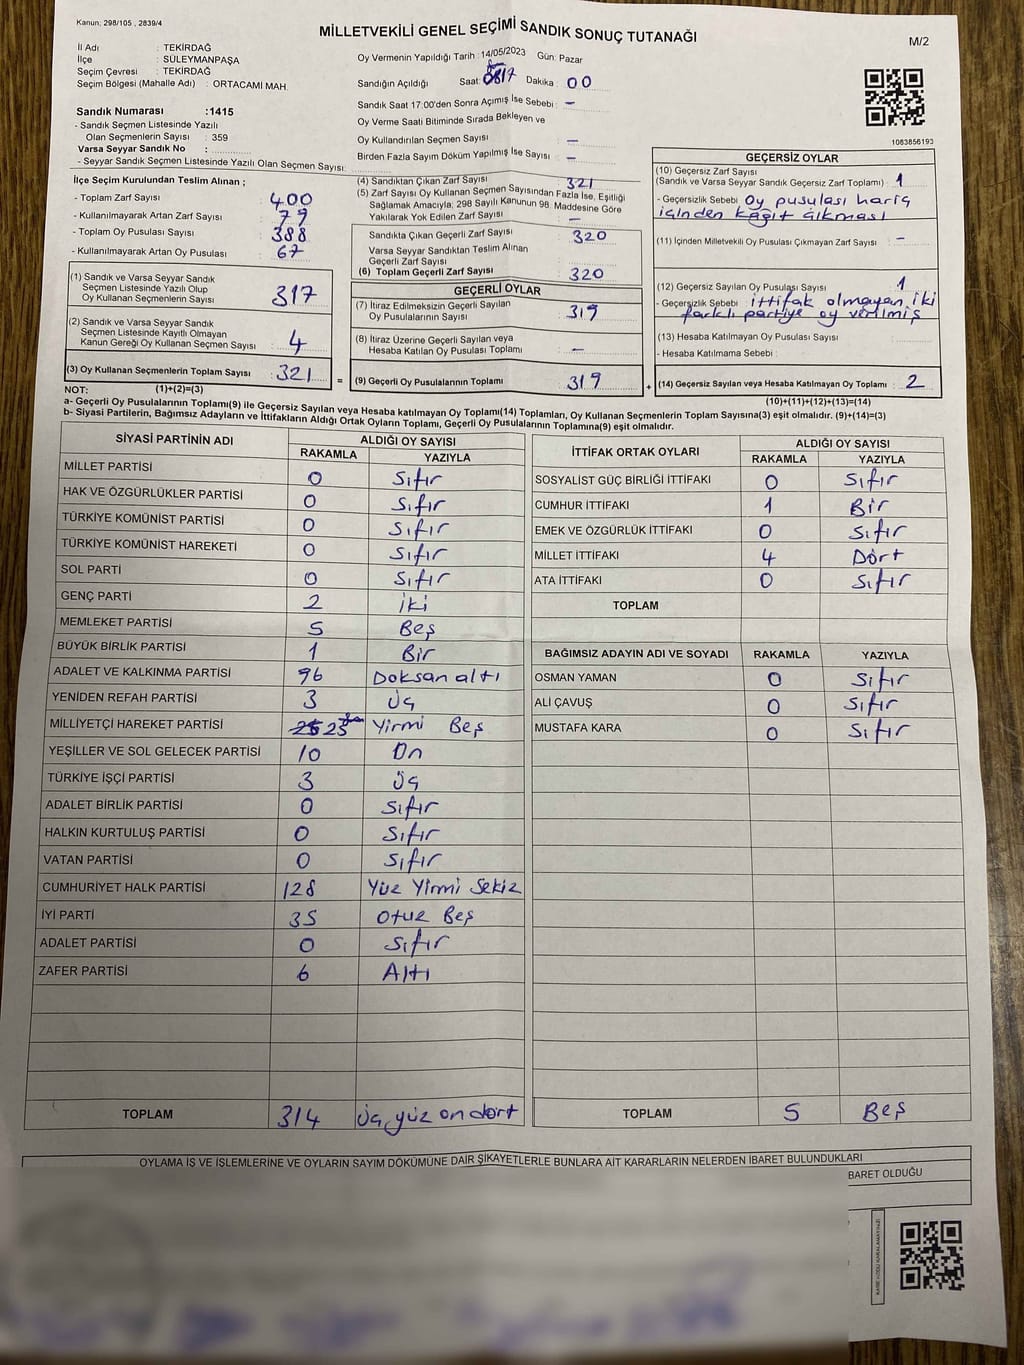 Kanun; 298/105 , 2839/4
MİLLETVEKİLİ GENEL SEÇİMİ SANDIK SONUÇ TUTANAĞI
M/2
İl Adı : TEKİRDAĞ
İlçe : SÜLEYMANPAŞA
Seçim Çevresi : TEKİRDAĞ
Seçim Bölgesi (Mahalle Adı) : ORTACAMİ MAH.
Oy Vermenin Yapıldığı Tarih : 14/05/2023 Gün: Pazar
Sandığın Açıldığı Saat: 17 Dakika : 00
Sandık Saat 17:00'den Sonra Açımış İse Sebebi : -
Oy Verme Saati Bitiminde Sırada Bekleyen ve
Oy Kullandırılan Seçmen Sayısı : -
Birden Fazla Sayım Döküm Yapılmış İse Sayısı : -
Sandık Numarası :1415
- Sandık Seçmen Listesinde Yazılı
Olan Seçmenlerin Sayısı : 359
Varsa Seyyar Sandık No :
- Seyyar Sandık Seçmen Listesinde Yazılı Olan Seçmen Sayısı:
1083856193
İlçe Seçim Kurulundan Teslim Alınan ;
- Toplam Zarf Sayısı : 400
- Kullanılmayarak Artan Zarf Sayısı : 79
- Toplam Oy Pusulası Sayısı : 388
- Kullanılmayarak Artan Oy Pusulası : 67
(1) Sandık ve Varsa Seyyar Sandık
Seçmen Listesinde Yazılı Olup
Oy Kullanan Seçmenlerin Sayısı : 317
(2) Sandık ve Varsa Seyyar Sandık
Seçmen Listesinde Kayıtlı Olmayan
Kanun Gereği Oy Kullanan Seçmen Sayısı : 4
(3) Oy Kullanan Seçmenlerin Toplam Sayısı : 321
(4) Sandıktan Çıkan Zarf Sayısı : 321
(5) Zarf Sayısı Oy Kullanan Seçmen Sayısından Fazla İse, Eşitliği
Sağlamak Amacıyla; 298 Sayılı Kanunun 98. Maddesine Göre
Yakılarak Yok Edilen Zarf Sayısı : -
Sandıkta Çıkan Geçerli Zarf Sayısı : 320
Varsa Seyyar Sandıktan Teslim Alınan
Geçerli Zarf Sayısı :
(6) Toplam Geçerli Zarf Sayısı : 320
GEÇERLİ OYLAR
(7) İtiraz Edilmeksizin Geçerli Sayılan
Oy Pusulalarının Sayısı : 319
(8) İtiraz Üzerine Geçerli Sayılan veya
Hesaba Katılan Oy Pusulası Toplamı : -
= (9) Geçerli Oy Pusulalarının Toplamı : 319
GEÇERSİZ OYLAR
(10) Geçersiz Zarf Sayısı
(Sandık ve Varsa Seyyar Sandık Geçersiz Zarf Toplamı) : 1
- Geçersizlik Sebebi : Oy pusulası hariç
içinden kağıt çıkması
(11) İçinden Milletvekili Oy Pusulası Çıkmayan Zarf Sayısı : -
(12) Geçersiz Sayılan Oy Pusulası Sayısı : 1
- Geçersizlik Sebebi : ittifak olmayan iki
farklı partiye oy verilmiş
(13) Hesaba Katılmayan Oy Pusulası Sayısı :
- Hesaba Katılmama Sebebi :
+ (14) Geçersiz Sayılan veya Hesaba Katılmayan Oy Toplamı : 2
NOT: (1)+(2)=(3)
(10)+(11)+(12)+(13)=(14)
a- Geçerli Oy Pusulalarının Toplamı(9) ile Geçersiz Sayılan veya Hesaba katılmayan Oy Toplamı(14) Toplamları, Oy Kullanan Seçmenlerin Toplam Sayısına(3) eşit olmalıdır. (9)+(14)=(3)
b- Siyasi Partilerin, Bağımsız Adayların ve İttifakların Aldığı Ortak Oyların Toplamı, Geçerli Oy Pusulalarının Toplamına(9) eşit olmalıdır.
SİYASİ PARTİNİN ADI ALDIĞI OY SAYISI
RAKAMLA YAZIYLA
MİLLET PARTİSİ 0 Sıfır
HAK VE ÖZGÜRLÜKLER PARTİSİ 0 Sıfır
TÜRKİYE KOMÜNİST PARTİSİ 0 Sıfır
TÜRKİYE KOMÜNİST HAREKETİ 0 Sıfır
SOL PARTİ 0 Sıfır
GENÇ PARTİ 2 iki
MEMLEKET PARTİSİ 5 Beş
BÜYÜK BİRLİK PARTİSİ 1 Bir
ADALET VE KALKINMA PARTİSİ 96 Doksan altı
YENİDEN REFAH PARTİSİ 3 Üç
MİLLİYETÇİ HAREKET PARTİSİ 25 Yirmi Beş
YEŞİLLER VE SOL GELECEK PARTİSİ 10 On
TÜRKİYE İŞÇİ PARTİSİ 3 Üç
ADALET BİRLİK PARTİSİ 0 Sıfır
HALKIN KURTULUŞ PARTİSİ 0 Sıfır
VATAN PARTİSİ 0 Sıfır
CUMHURİYET HALK PARTİSİ 128 Yüz Yirmi Sekiz
İYİ PARTİ 35 Otuz Beş
ADALET PARTİSİ 0 Sıfır
ZAFER PARTİSİ 6 Altı
TOPLAM 314 Üç yüz on dört
İTTİFAK ORTAK OYLARI ALDIĞI OY SAYISI
RAKAMLA YAZIYLA
SOSYALİST GÜÇ BİRLİĞİ İTTİFAKI 0 Sıfır
CUMHUR İTTİFAKI 1 Bir
EMEK VE ÖZGÜRLÜK İTTİFAKI 0 Sıfır
MİLLET İTTİFAKI 4 Dört
ATA İTTİFAKI 0 Sıfır
TOPLAM
BAĞIMSIZ ADAYIN ADI VE SOYADI RAKAMLA YAZIYLA
OSMAN YAMAN 0 Sıfır
ALİ ÇAVUŞ 0 Sıfır
MUSTAFA KARA 0 Sıfır
TOPLAM 5 Beş
OYLAMA İŞ VE İŞLEMLERİNE VE OYLARIN SAYIM DÖKÜMÜNE DAİR ŞİKAYETLERLE BUNLARA AİT KARARLARIN NELERDEN İBARET BULUNDUKLARI
BARET OLDUĞU
KARE KODU KARALAMAYINIZ!